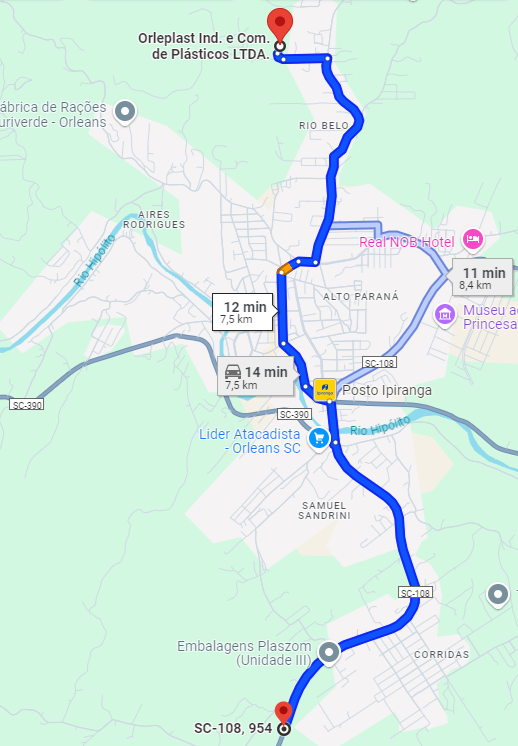 Orleplast Ind. e Com.
de Plásticos LTDA.
ábrica de Rações
uriverde - Orleans
RIO BELO
AIRES
RODRIGUES
Rio Hipólito
Real NOB Hotel
11 min
8,4 km
ALTO PARANÁ
12 min
7,5 km
Museu a
Princesa
SC-108
14 min
7,5 km
Posto Ipiranga
Ipiranga
SC-390
SC-390
Rio Hipólito
Lider Atacadista
- Orleans SC
SAMUEL
SANDRINI
SC-108
Embalagens Plaszom
(Unidade III)
CORRIDAS
SC-108, 954